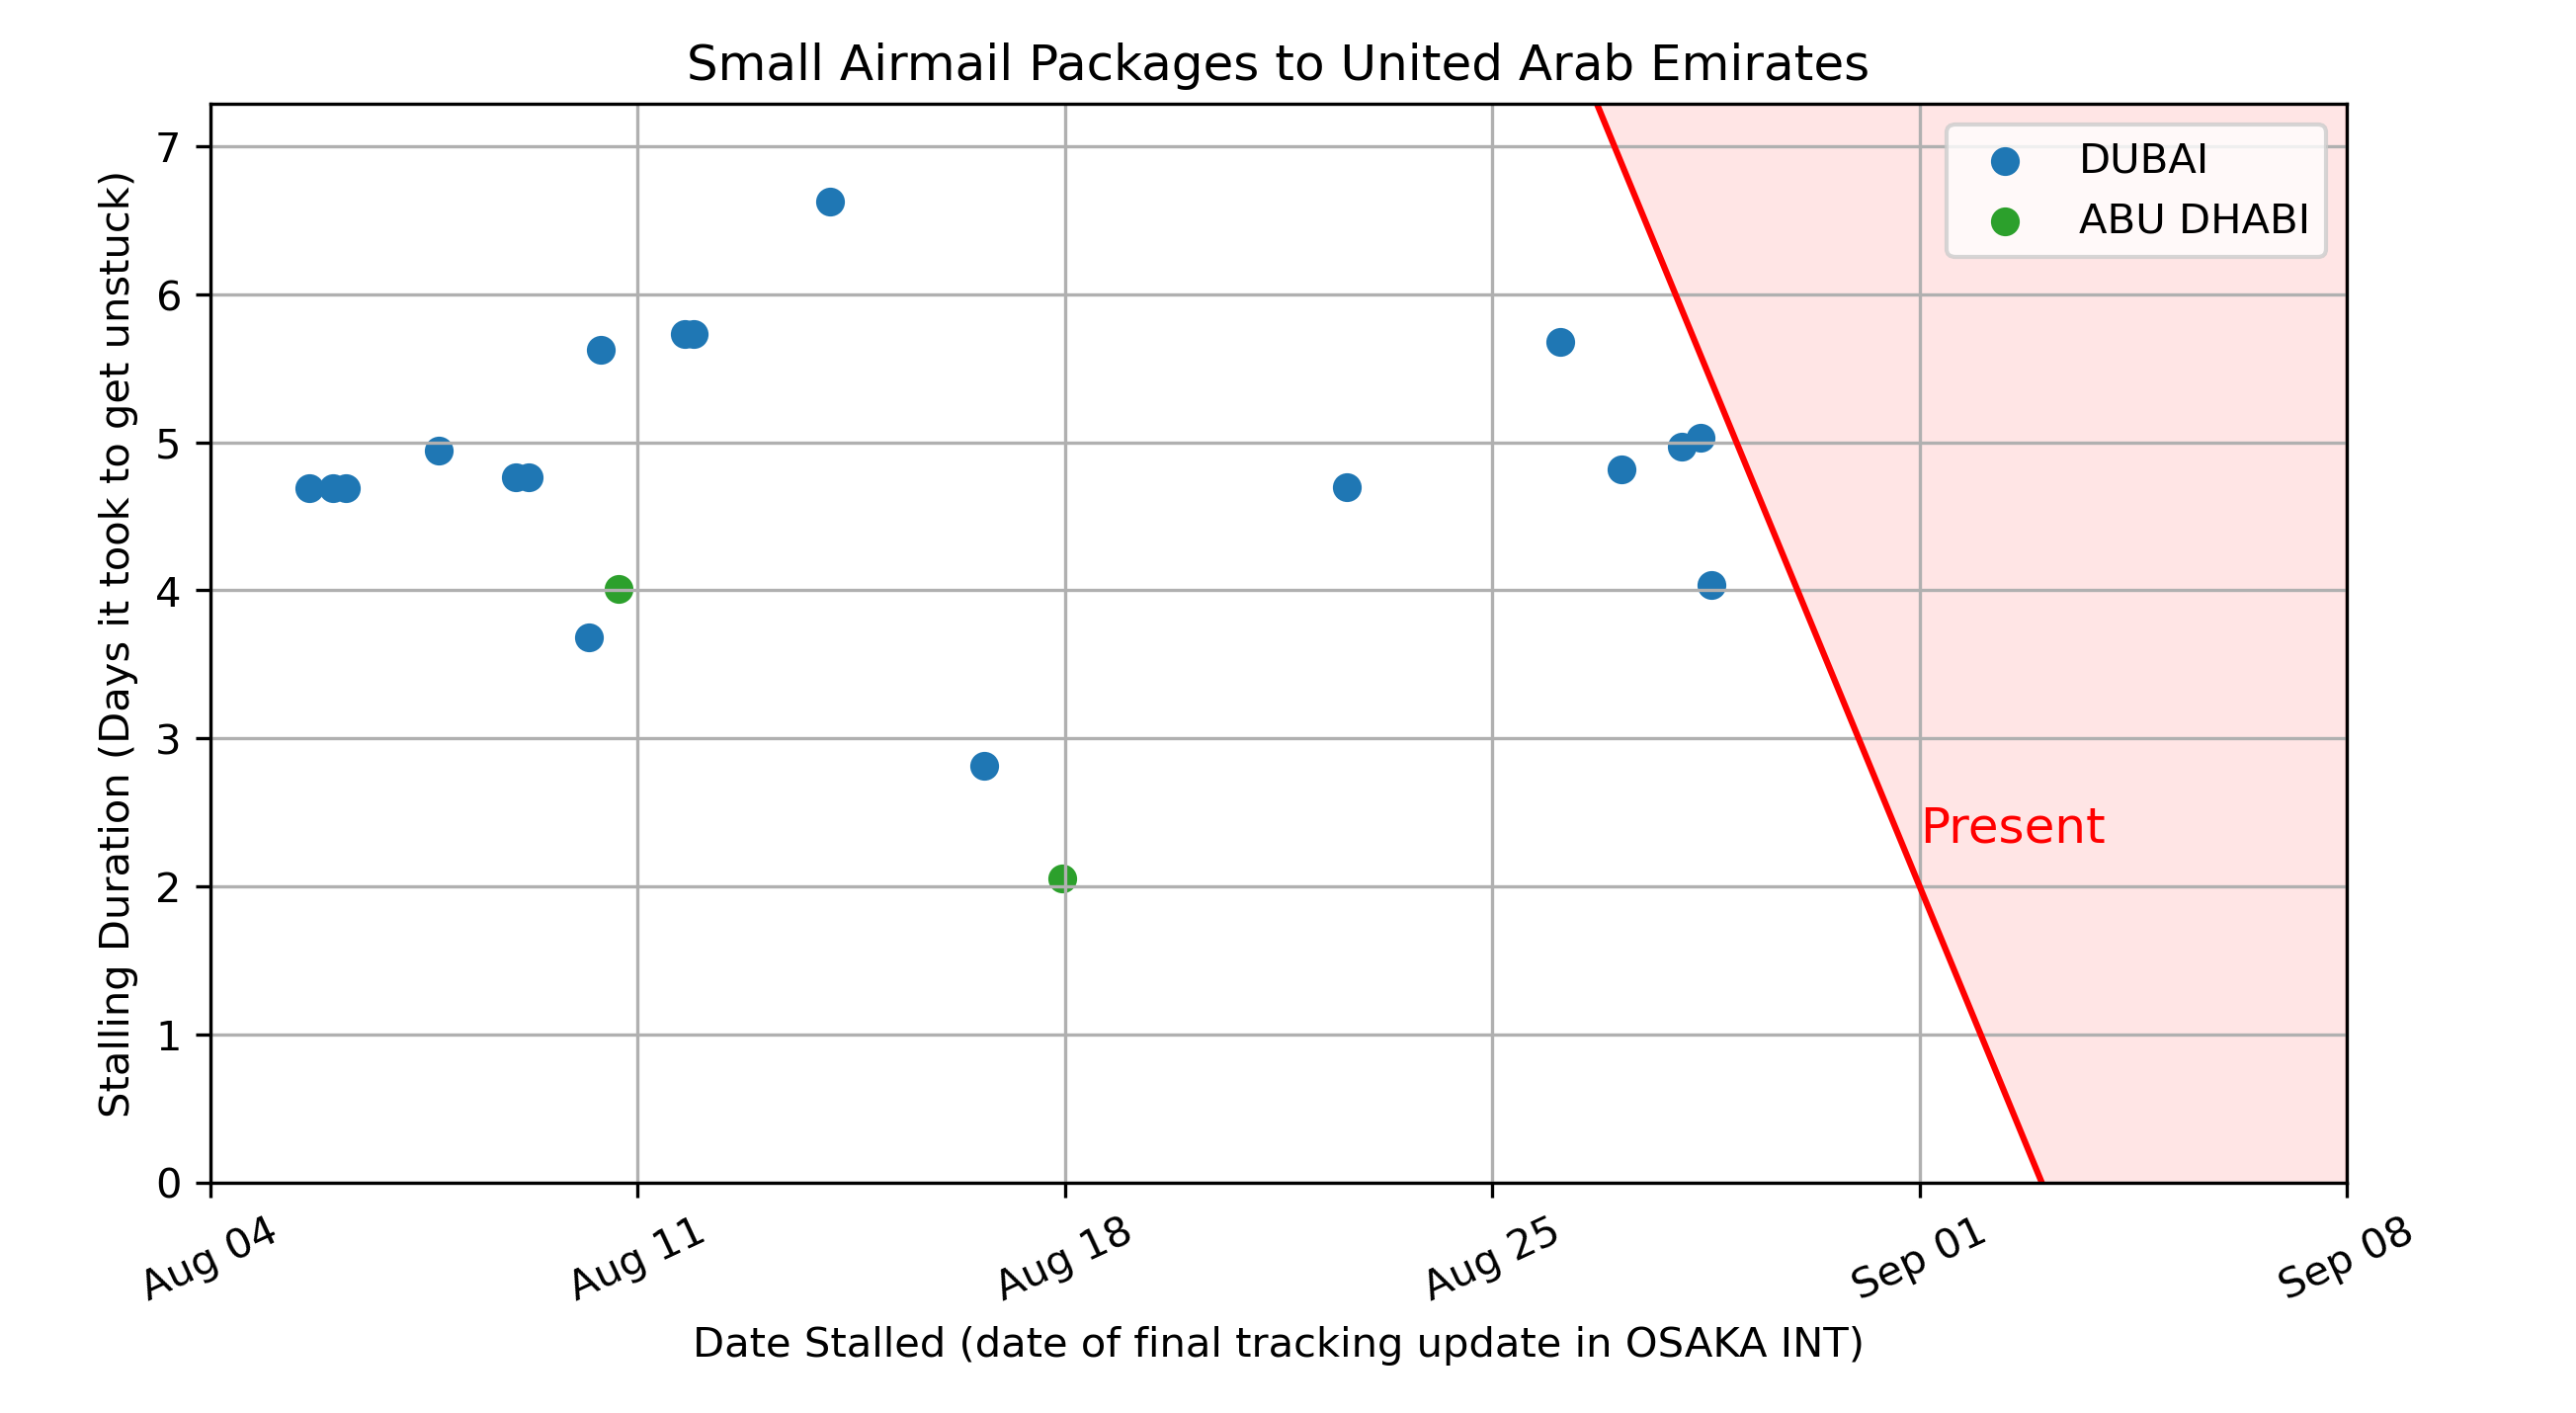 Small Airmail Packages to United Arab Emirates
DUBAI
ABU DHABI
Stalling Duration (Days it took to get unstuck)
7
6
5
4
3
2
1
0
Present
Aug 04
Aug 11
Aug 18
Aug 25
Sep 01
Sep 08
Date Stalled (date of final tracking update in OSAKA INT)